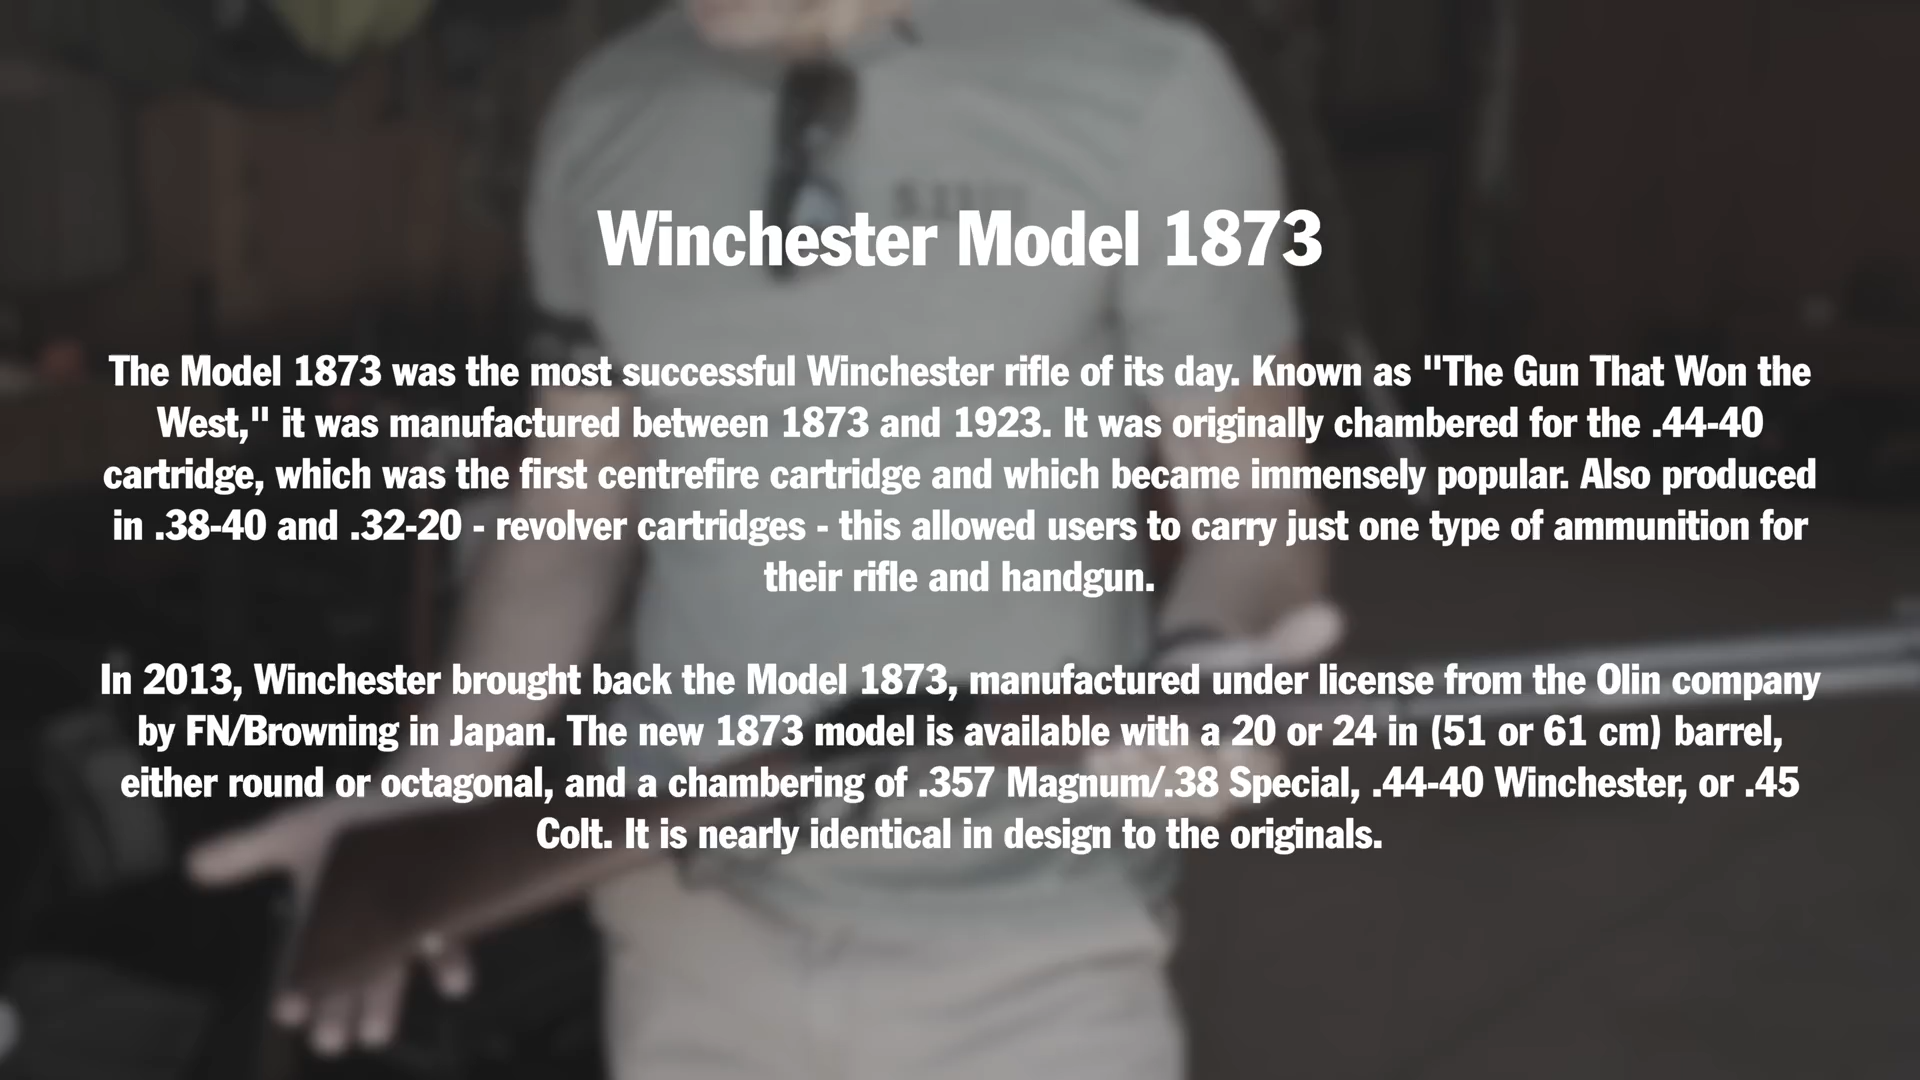 Winchester Model 1873
The Model 1873 was the most successful Winchester rifle of its day. Known as "The Gun That Won the
West," it was manufactured between 1873 and 1923. It was originally chambered for the .44-40
cartridge, which was the first centrefire cartridge and which became immensely popular. Also produced
in .38-40 and .32-20 - revolver cartridges - this allowed users to carry just one type of ammunition for
their rifle and handgun.
In 2013, Winchester brought back the Model 1873, manufactured under license from the Olin company
by FN/Browning in Japan. The new 1873 model is available with a 20 or 24 in (51 or 61 cm) barrel,
either round or octagonal, and a chambering of .357 Magnum/.38 Special, .44-40 Winchester, or .45
Colt. It is nearly identical in design to the originals.